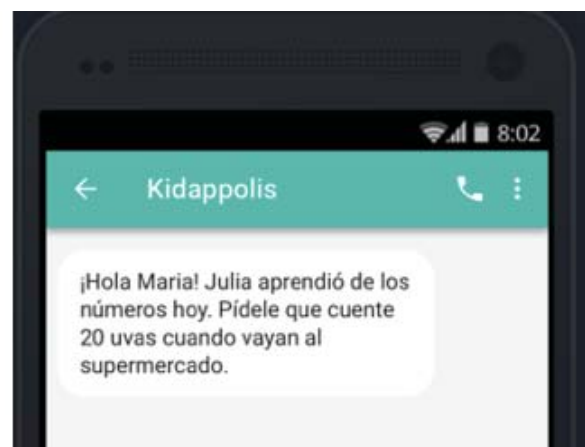 8:02
Kidappolis
¡Hola Maria! Julia aprendió de los
números hoy. Pídele que cuente
20 uvas cuando vayan al
supermercado.